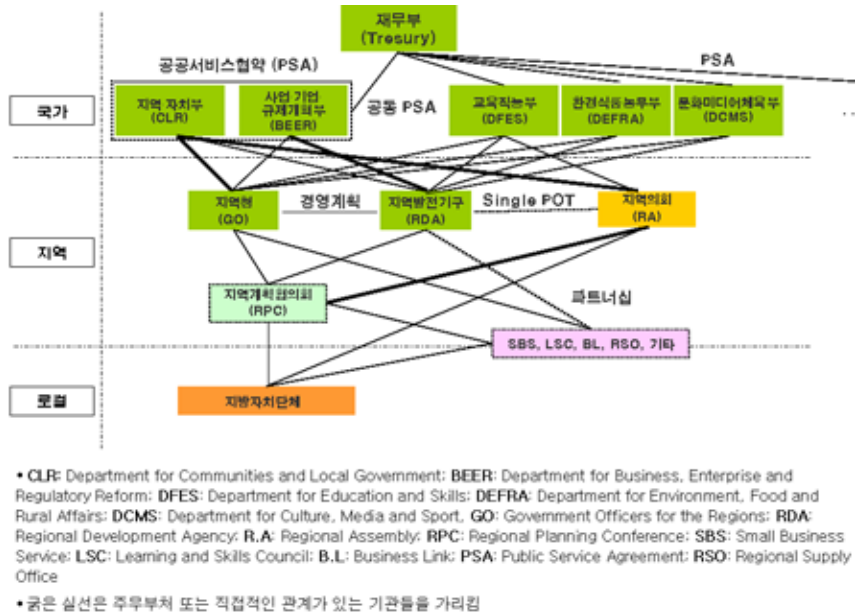 재무부
(Tresury)
공공서비스협약 (PSA)
PSA
국가
지역 자치부
(CLR)
사업 기업
규제개혁부
(BEER)
공통 PSA
교육직능부
(DFES)
환경식품농무부
(DEFRA)
문화미디어체육부
(DCMS)
지역
지역청
(GO)
경영계획
지역발전기구
(RDA)
Single POT
지역의회
(RA)
지역계획협의회
(RPC)
파트너십
SBS, LSC, BL, RSO, 기타
로컬
지방자치단체
• CLR: Department for Communities and Local Government; BEER: Department for Business, Enterprise and
Regulatory Reform; DFES: Department for Education and Skills; DEFRA: Department for Environment, Food and
Rural Affairs; DCMS: Department for Culture, Media and Sport, GO: Government Officers for the Regions; RDA:
Regional Development Agency; R.A: Regional Assembly; RPC: Regional Planning Conference; SBS: Small Business
Service; LSC: Learning and Skills Council; B.L: Business Link; PSA: Public Service Agreement; RSO: Regional Supply
Office
• 굵은 실선은 주무부처 또는 직접적인 관계가 있는 기관들을 가리킴